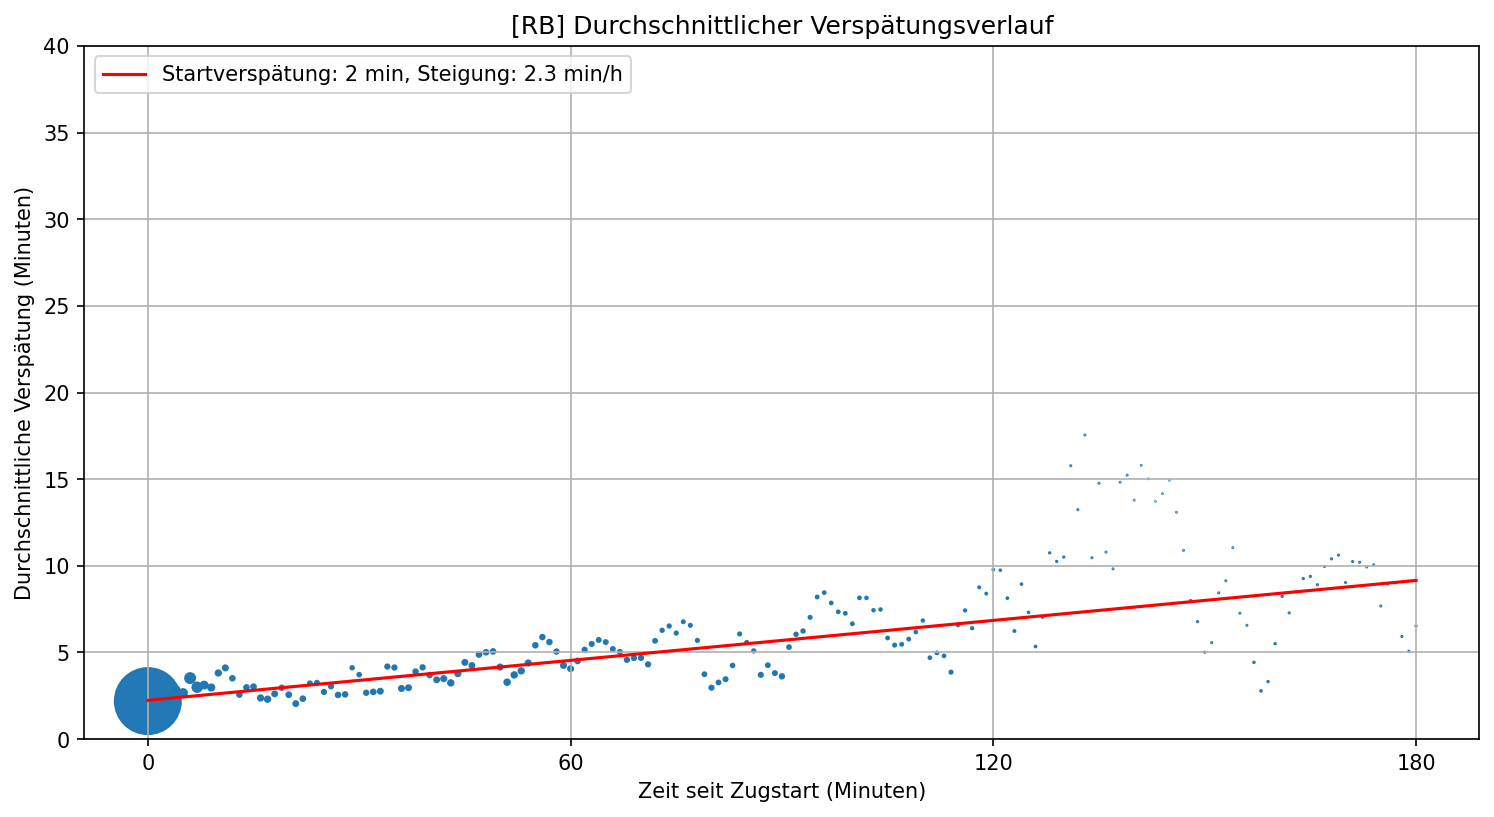 [RB] Durchschnittlicher Verspätungsverlauf
Startverspätung: 2 min, Steigung: 2.3 min/h
Durchschnittliche Verspätung (Minuten)
40
35
30
25
20
15
10
5
0
0 60 120 180
Zeit seit Zugstart (Minuten)